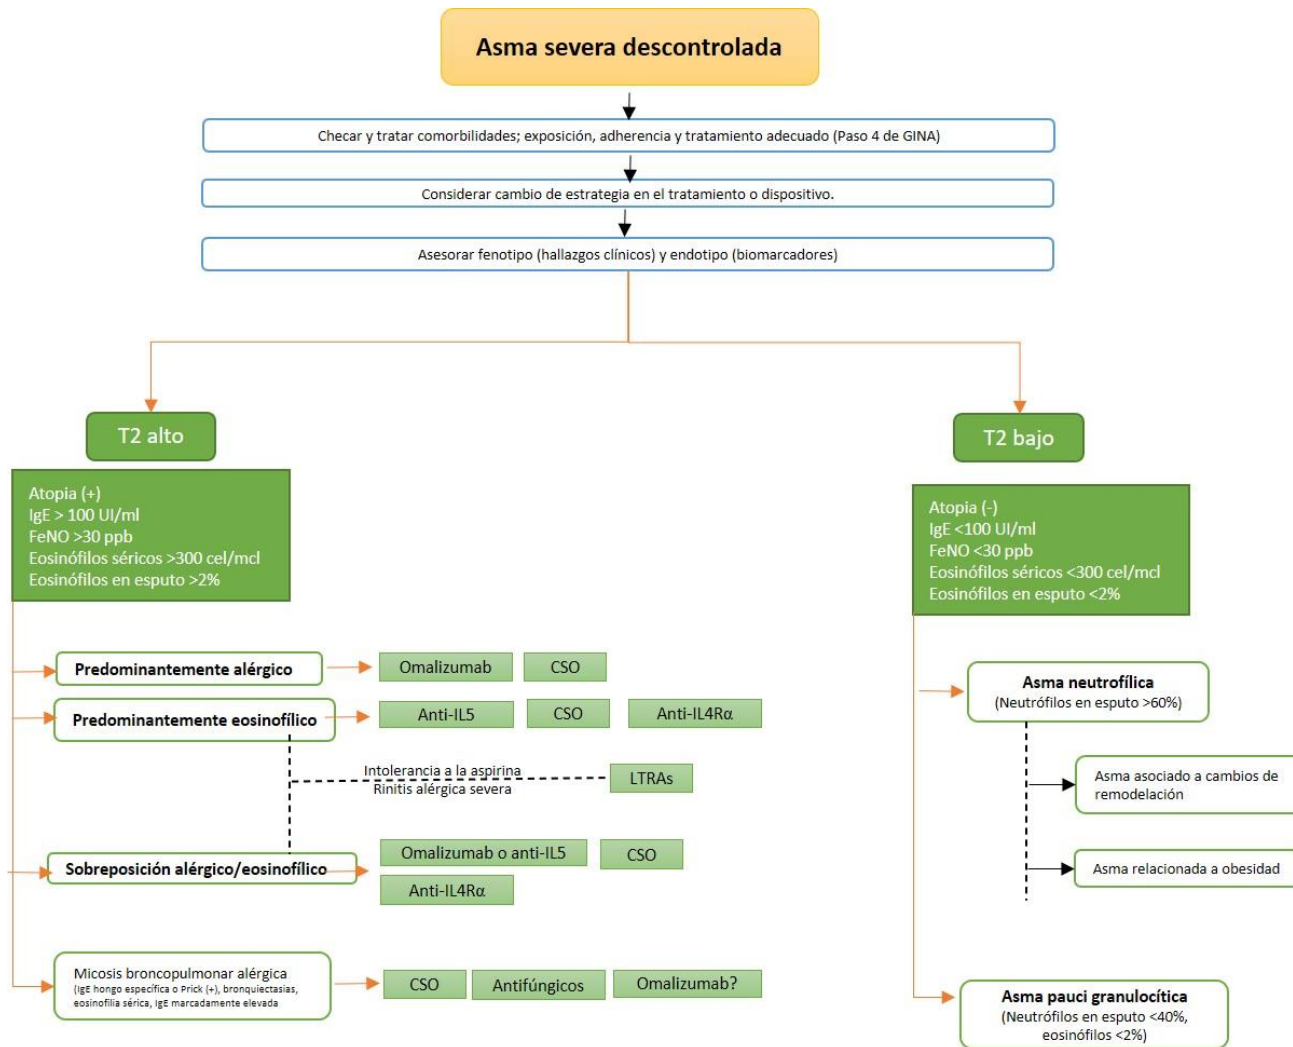 Asma severa descontrolada
Checar y tratar comorbilidades; exposición, adherencia y tratamiento adecuado (Paso 4 de GINA)
Considerar cambio de estrategia en el tratamiento o dispositivo.
Asesorar fenotipo (hallazgos clínicos) y endotipo (biomarcadores)
T2 alto
Atopia (+)
IgE > 100 UI/ml
FeNO >30 ppb
Eosinófilos séricos >300 cel/mcl
Eosinófilos en esputo >2%
Predominantemente alérgico
Omalizumab
CSO
Predominantemente eosinofílico
Anti-IL5
CSO
Anti-IL4Rα
Intolerancia a la aspirina
Rinitis alérgica severa
LTRAs
Sobreposición alérgico/eosinofílico
Omalizumab o anti-IL5
CSO
Anti-IL4Rα
Micosis broncopulmonar alérgica
(IgE hongo específica o Prick (+), bronquiectasias,
eosinofilia sérica, IgE marcadamente elevada
CSO
Antifúngicos
Omalizumab?
T2 bajo
Atopia (-)
IgE <100 UI/ml
FeNO <30 ppb
Eosinófilos séricos <300 cel/mcl
Eosinófilos en esputo <2%
Asma neutrofílica
(Neutrófilos en esputo >60%)
Asma asociado a cambios de
remodelación
Asma relacionada a obesidad
Asma pauci granulocítica
(Neutrófilos en esputo <40%,
eosinófilos <2%)